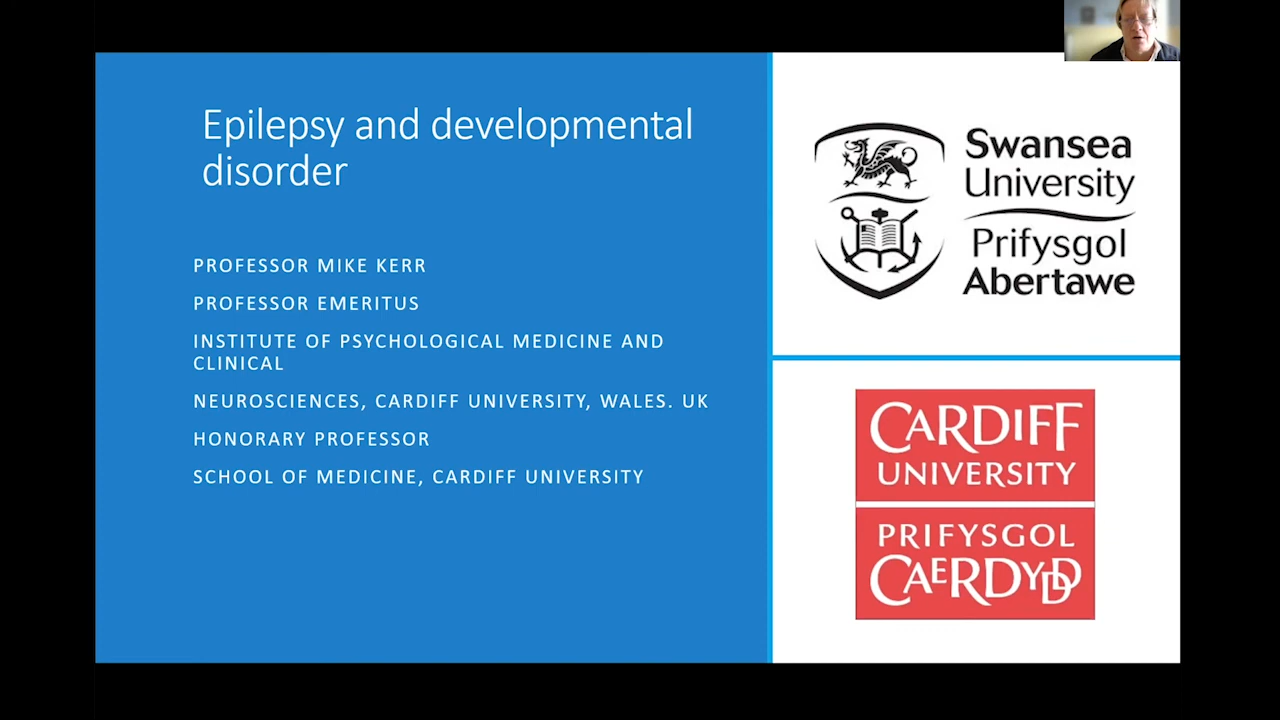 Epilepsy and developmental
disorder
PROFESSOR MIKE KERR
PROFESSOR EMERITUS
INSTITUTE OF PSYCHOLOGICAL MEDICINE AND
CLINICAL
NEUROSCIENCES, CARDIFF UNIVERSITY, WALES. UK
HONORARY PROFESSOR
SCHOOL OF MEDICINE, CARDIFF UNIVERSITY
Swansea
University
Prifysgol
Abertawe
CARDIFF
UNIVERSITY
PRIFYSGOL
CAERDYDD